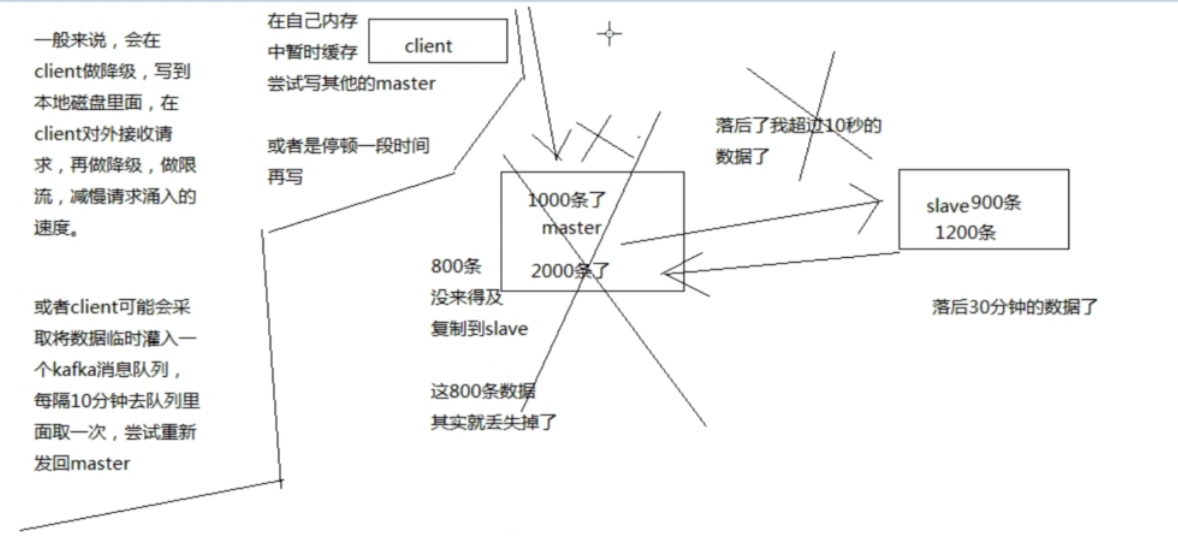 一般来说，会在
client做降级，写到
本地磁盘里面，在
client对外接收请
求，再做降级，做限
流，减慢请求涌入的
速度。
或者client可能会采
取将数据临时灌入一
个kafka消息队列，
每隔10分钟去队列里
面取一次，尝试重新
发回master
在自己内存
中暂时缓存
尝试写其他的master
或者是停顿一段时间
再写
client
1000条了
master
2000条了
800条
没来得及
复制到slave
这800条数据
其实就丢失掉了
落后了我超过10秒的
数据了
slave900条
1200条
落后30分钟的数据了